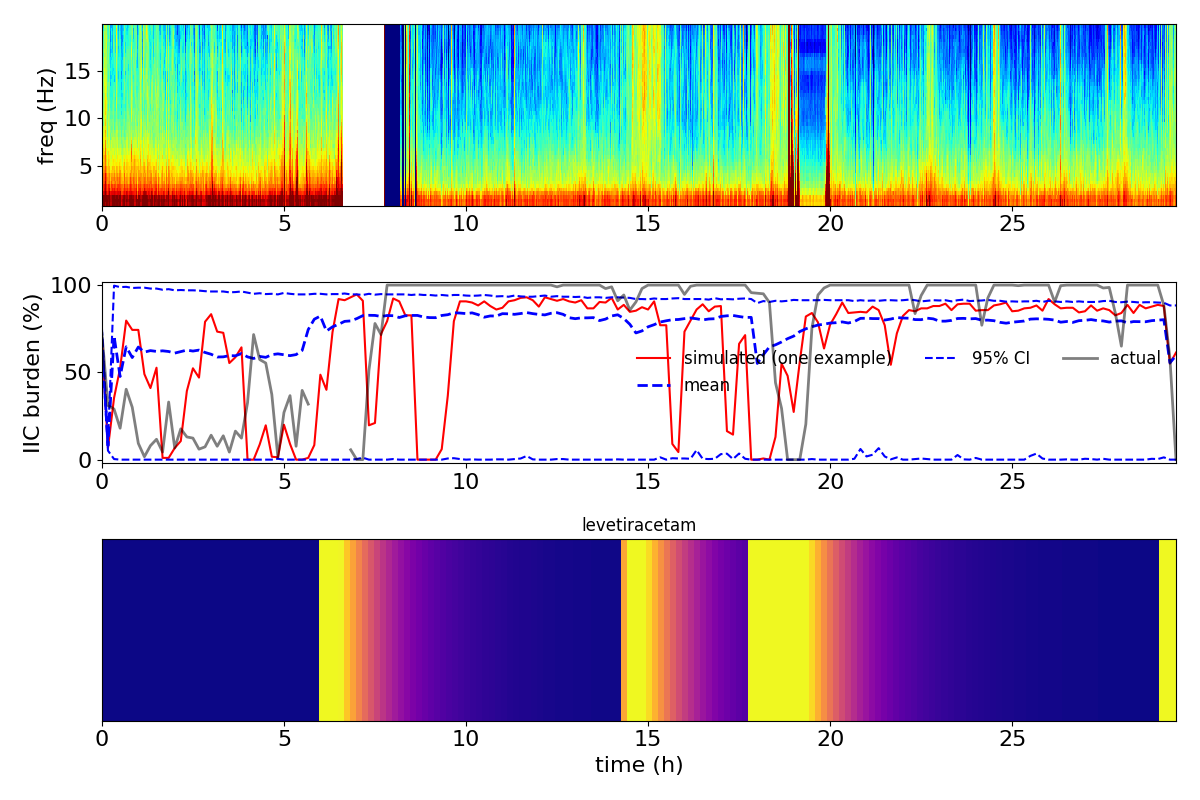 freq (Hz)
15
10
5
0 5 10 15 20 25
IIC burden (%)
100
50
0
simulated (one example) 95% CI actual
mean
0 5 10 15 20 25
levetiracetam
0 5 10 15 20 25
time (h)